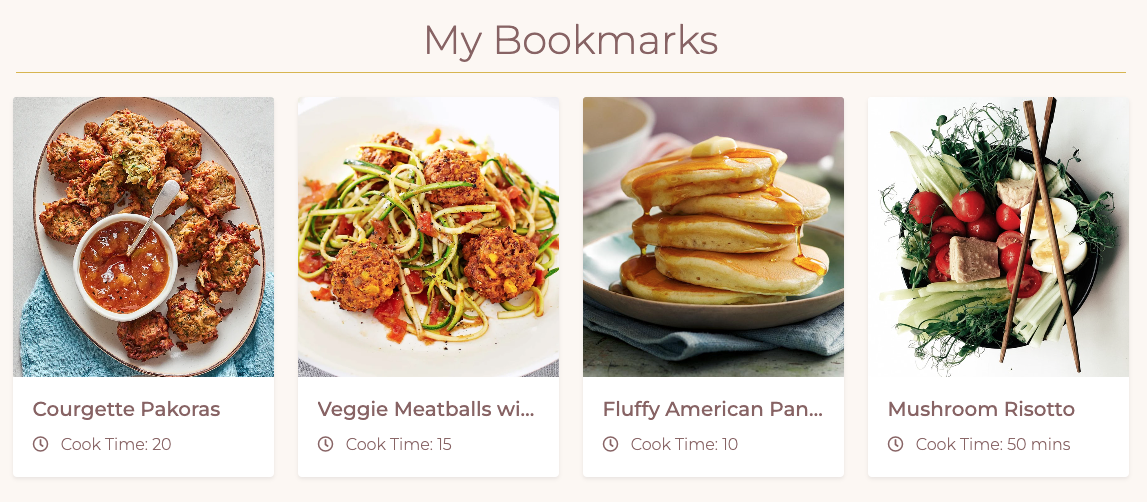 My Bookmarks
Courgette Pakoras
Cook Time: 20
Veggie Meatballs wi...
Cook Time: 15
Fluffy American Pan...
Cook Time: 10
Mushroom Risotto
Cook Time: 50 mins